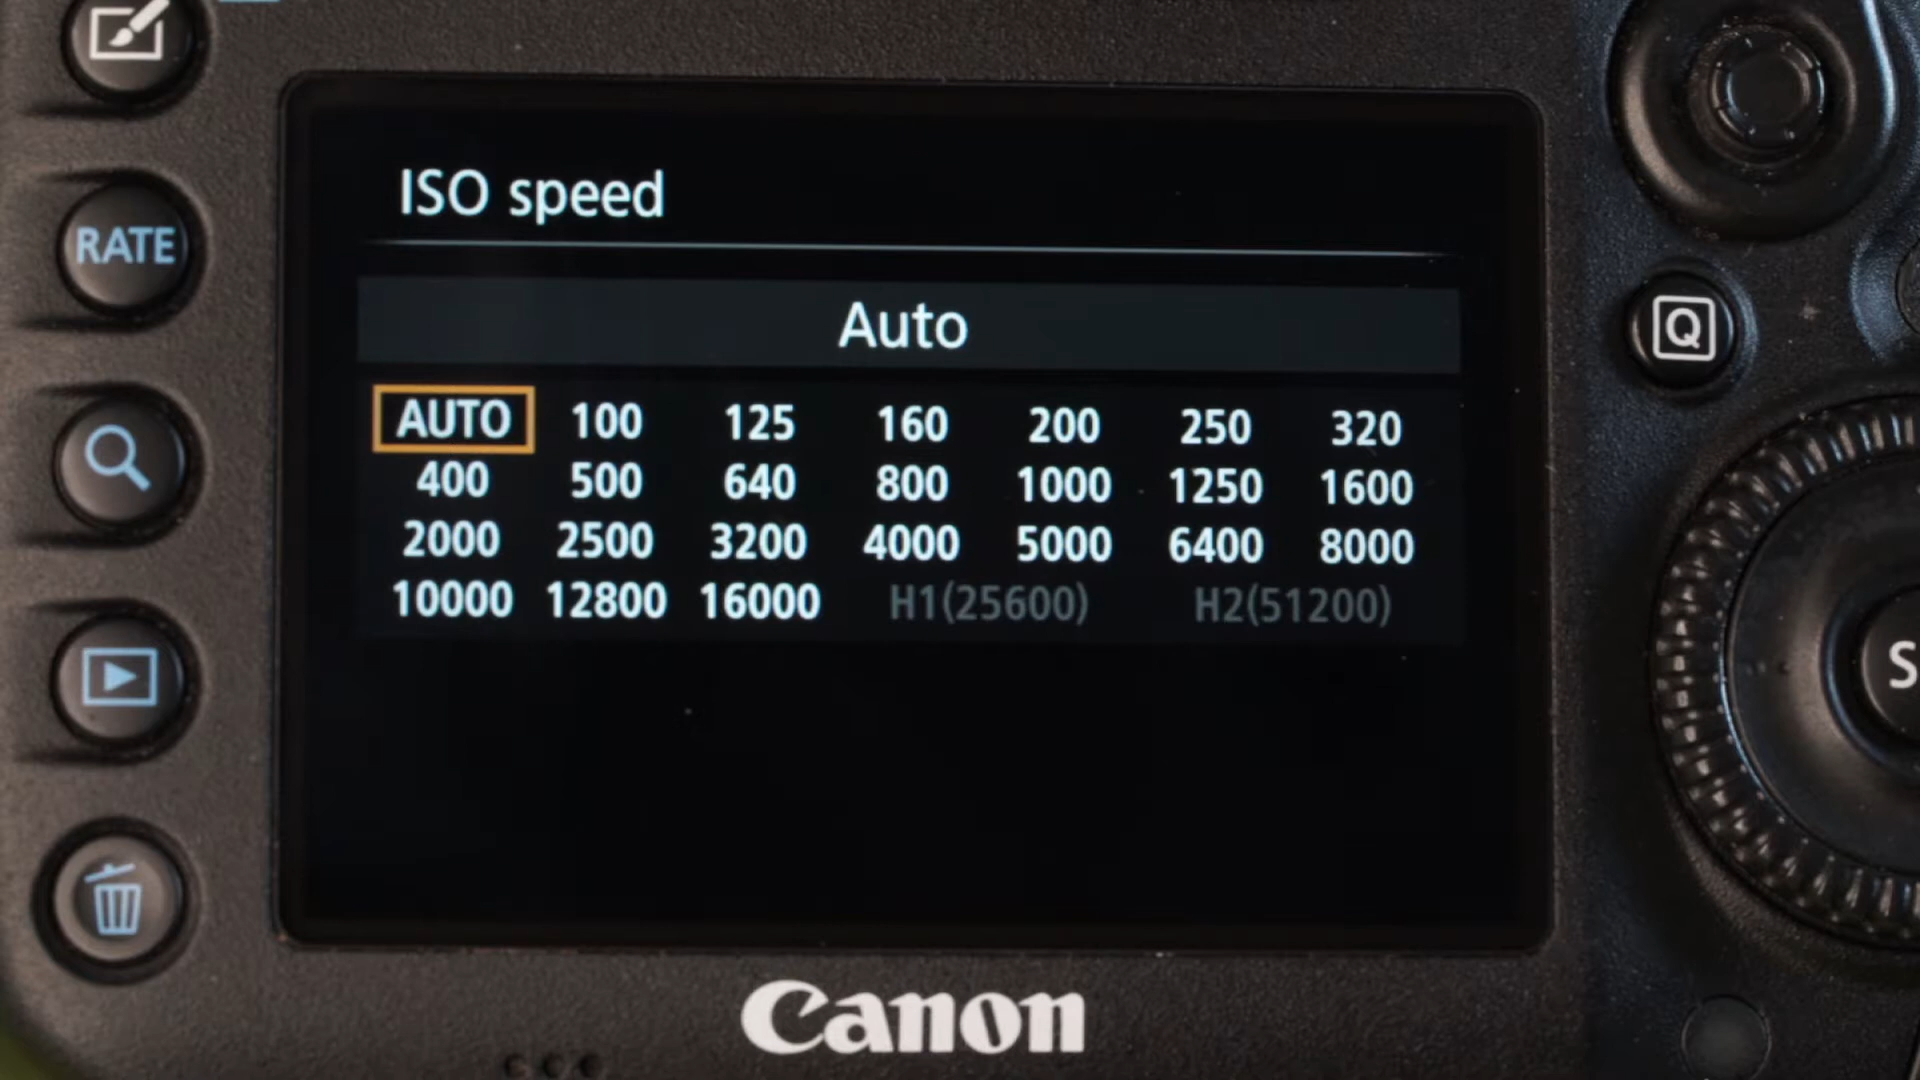 ISO speed
Auto
AUTO 100 125 160 200 250 320
400 500 640 800 1000 1250 1600
2000 2500 3200 4000 5000 6400 8000
10000 12800 16000 H1(25600) H2(51200)
RATE
Q
S
Canon